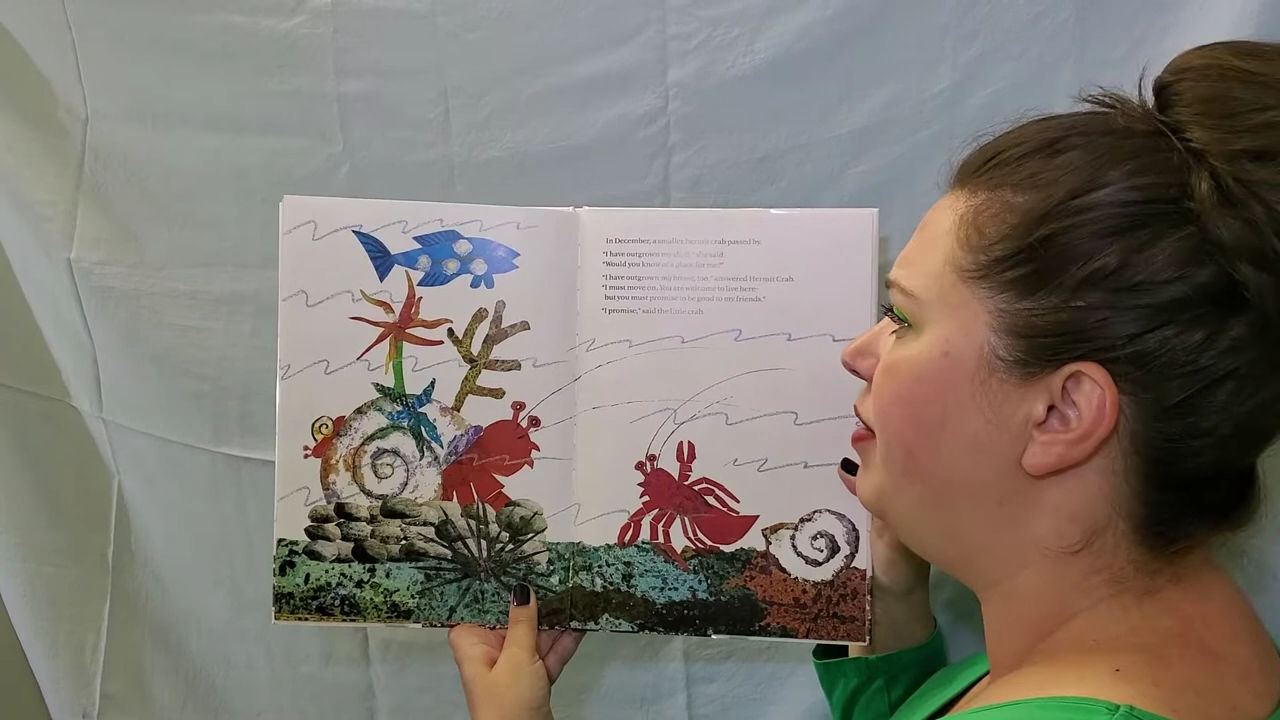 In December, a smaller hermit crab passed by.
"I have outgrown my shell," she said.
"Would you know of a place for me?"
"I have outgrown my house, too," answered Hermit Crab.
"I must move on. You are welcome to live here—
but you must promise to be good to my friends."
"I promise," said the little crab.